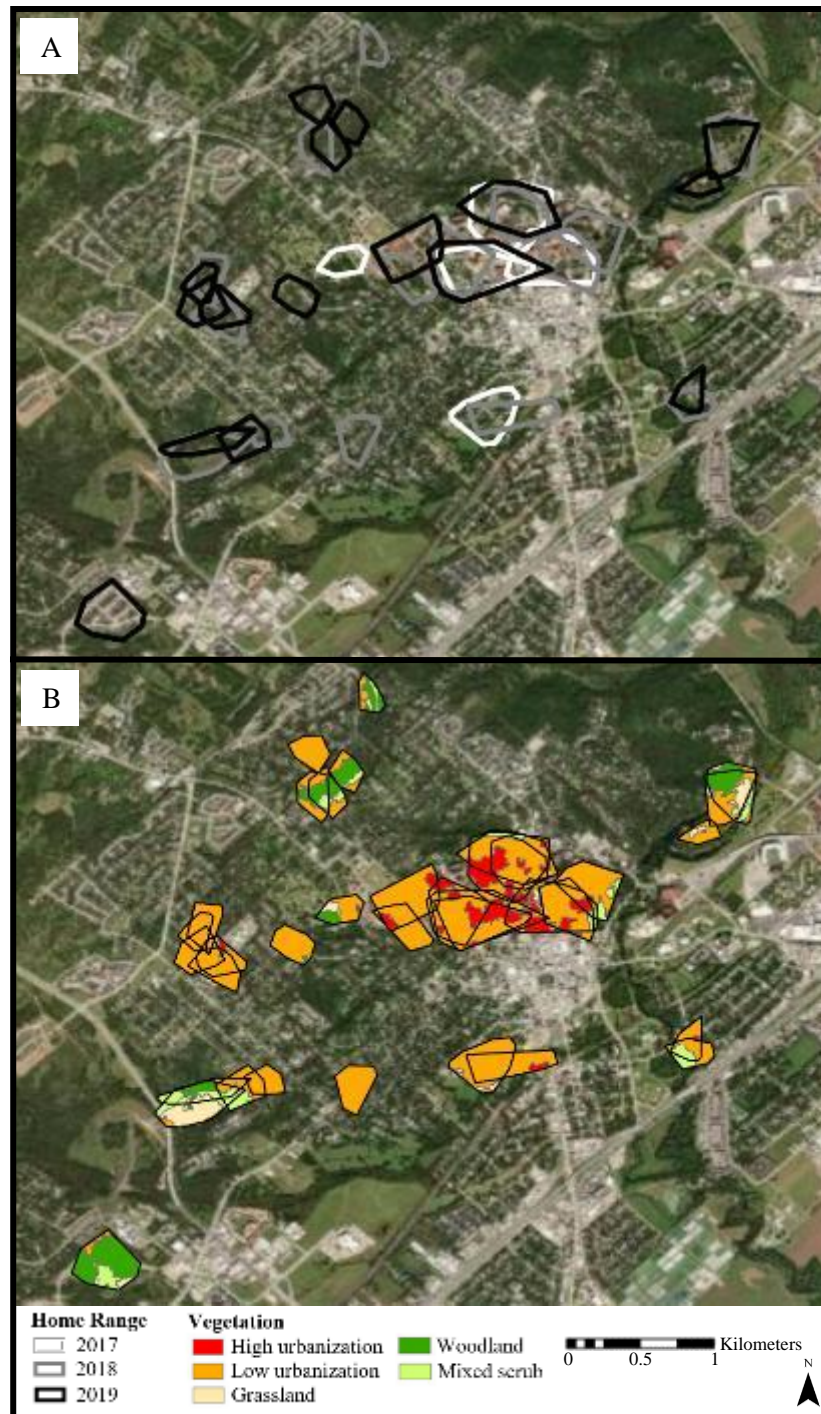 A
B
Home Range
2017
2018
2019
Vegetation
High urbanization
Low urbanization
Grassland
Woodland
Mixed scrub
Kilometers
0 0.5 1
N